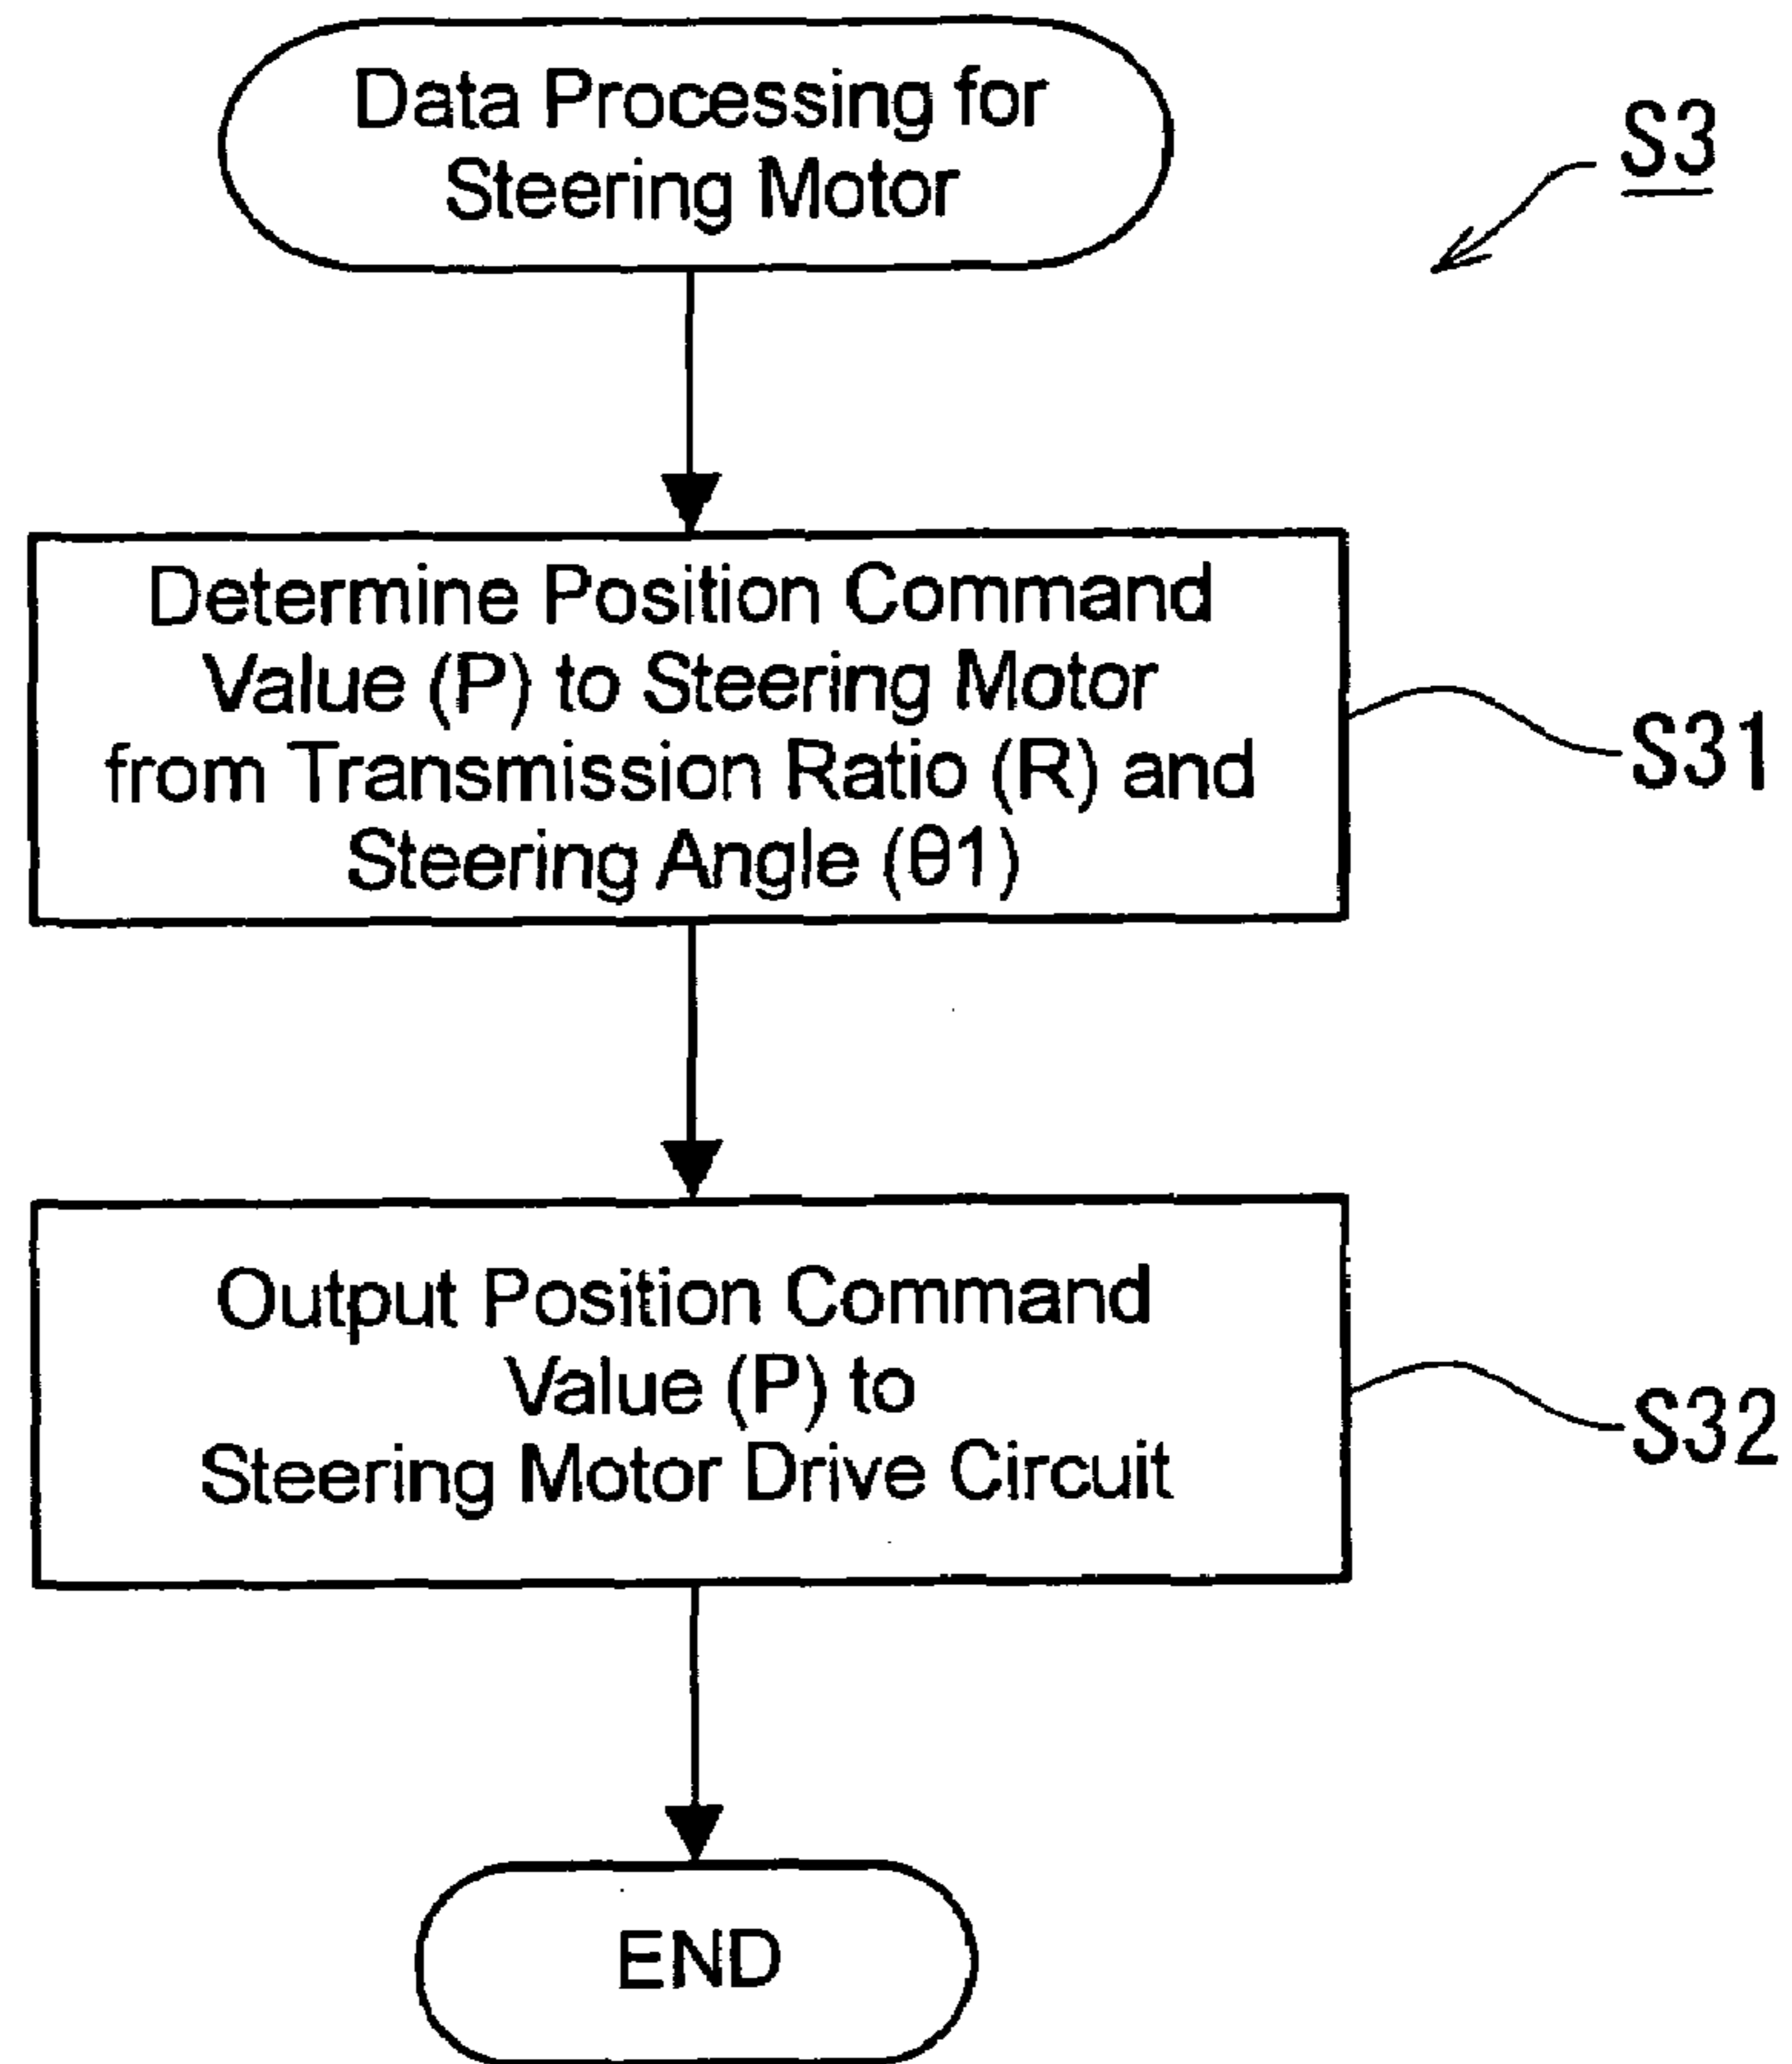 Data Processing for
Steering Motor
S3
Determine Position Command
Value (P) to Steering Motor
from Transmission Ratio (R) and
Steering Angle (θ1)
S31
Output Position Command
Value (P) to
Steering Motor Drive Circuit
S32
END